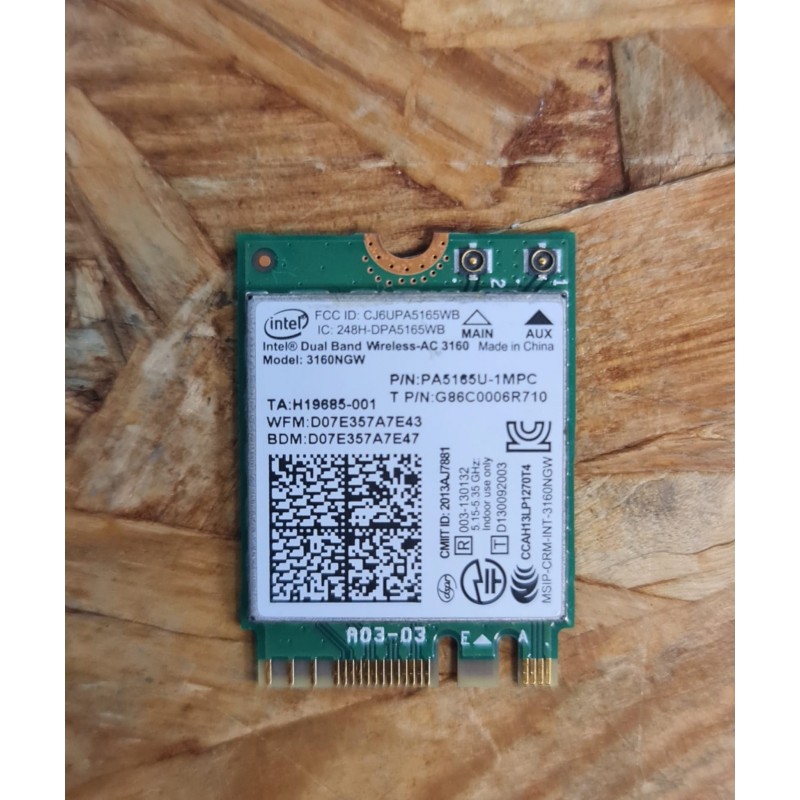 2 1
intel
FCC ID: CJ6UPA5165WB
IC: 248H-DPA5165WB
MAIN AUX
Intel® Dual Band Wireless-AC 3160 Made in China
Model: 3160NGW
P/N:PA5165U-1MPC
T P/N:G86C0006R710
TA:H19685-001
WFM:D07E357A7E43
BDM:D07E357A7E47
CMIIT ID: 2013AJ7881
R 003-130132
5.15-5.35 GHz:
Indoor use only
T D130092003
CCAH13LP1270T4
MSIP-CRM-INT-3160NGW
A03-03 E A